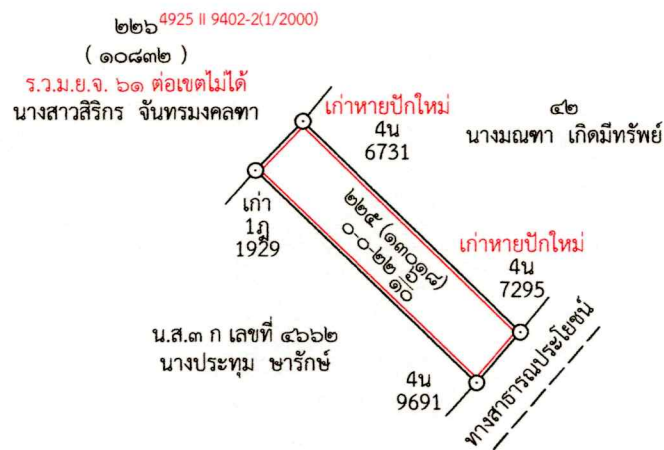 ๒๒๖ 4925 II 9402-2(1/2000)
( ๑๐๘๓๒ )
ร.ว.ม.ย.จ. ๖๑ ต่อเขตไม่ได้
นางสาวสิริกร จันทรมงคลฑา
เก่าหายปักใหม่
4น
6731
๔๒
นางมณฑา เกิดมีทรัพย์
เก่า
1ฎ
1929
๒๒๕ (๑๓๐๑๘)
๐-๐-๒๒ ๖/๑๐
เก่าหายปักใหม่
4น
7295
น.ส.๓ ก เลขที่ ๔๖๖๒
นางประทุม ษารักษ์
4น
9691
ทางสาธารณประโยชน์